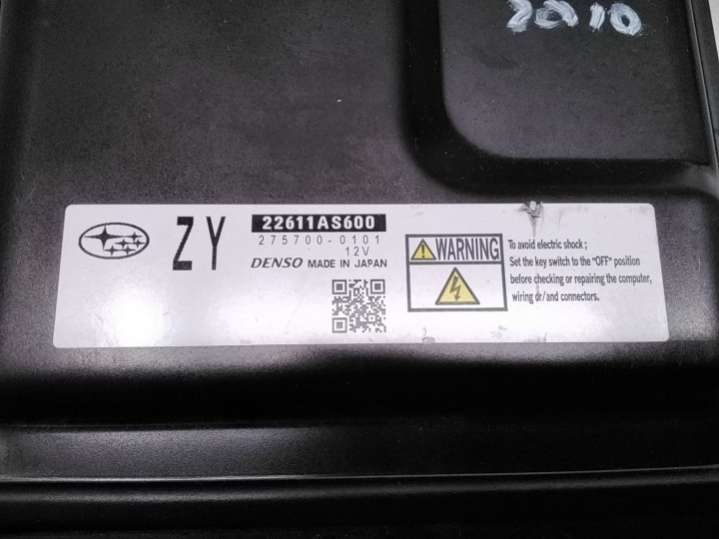 2010
ZY
22611AS600
275700-0101
12V
DENSO MADE IN JAPAN
WARNING
To avoid electric shock ;
Set the key switch to the "OFF" position
before checking or repairing the computer,
wiring dr/and connectors.